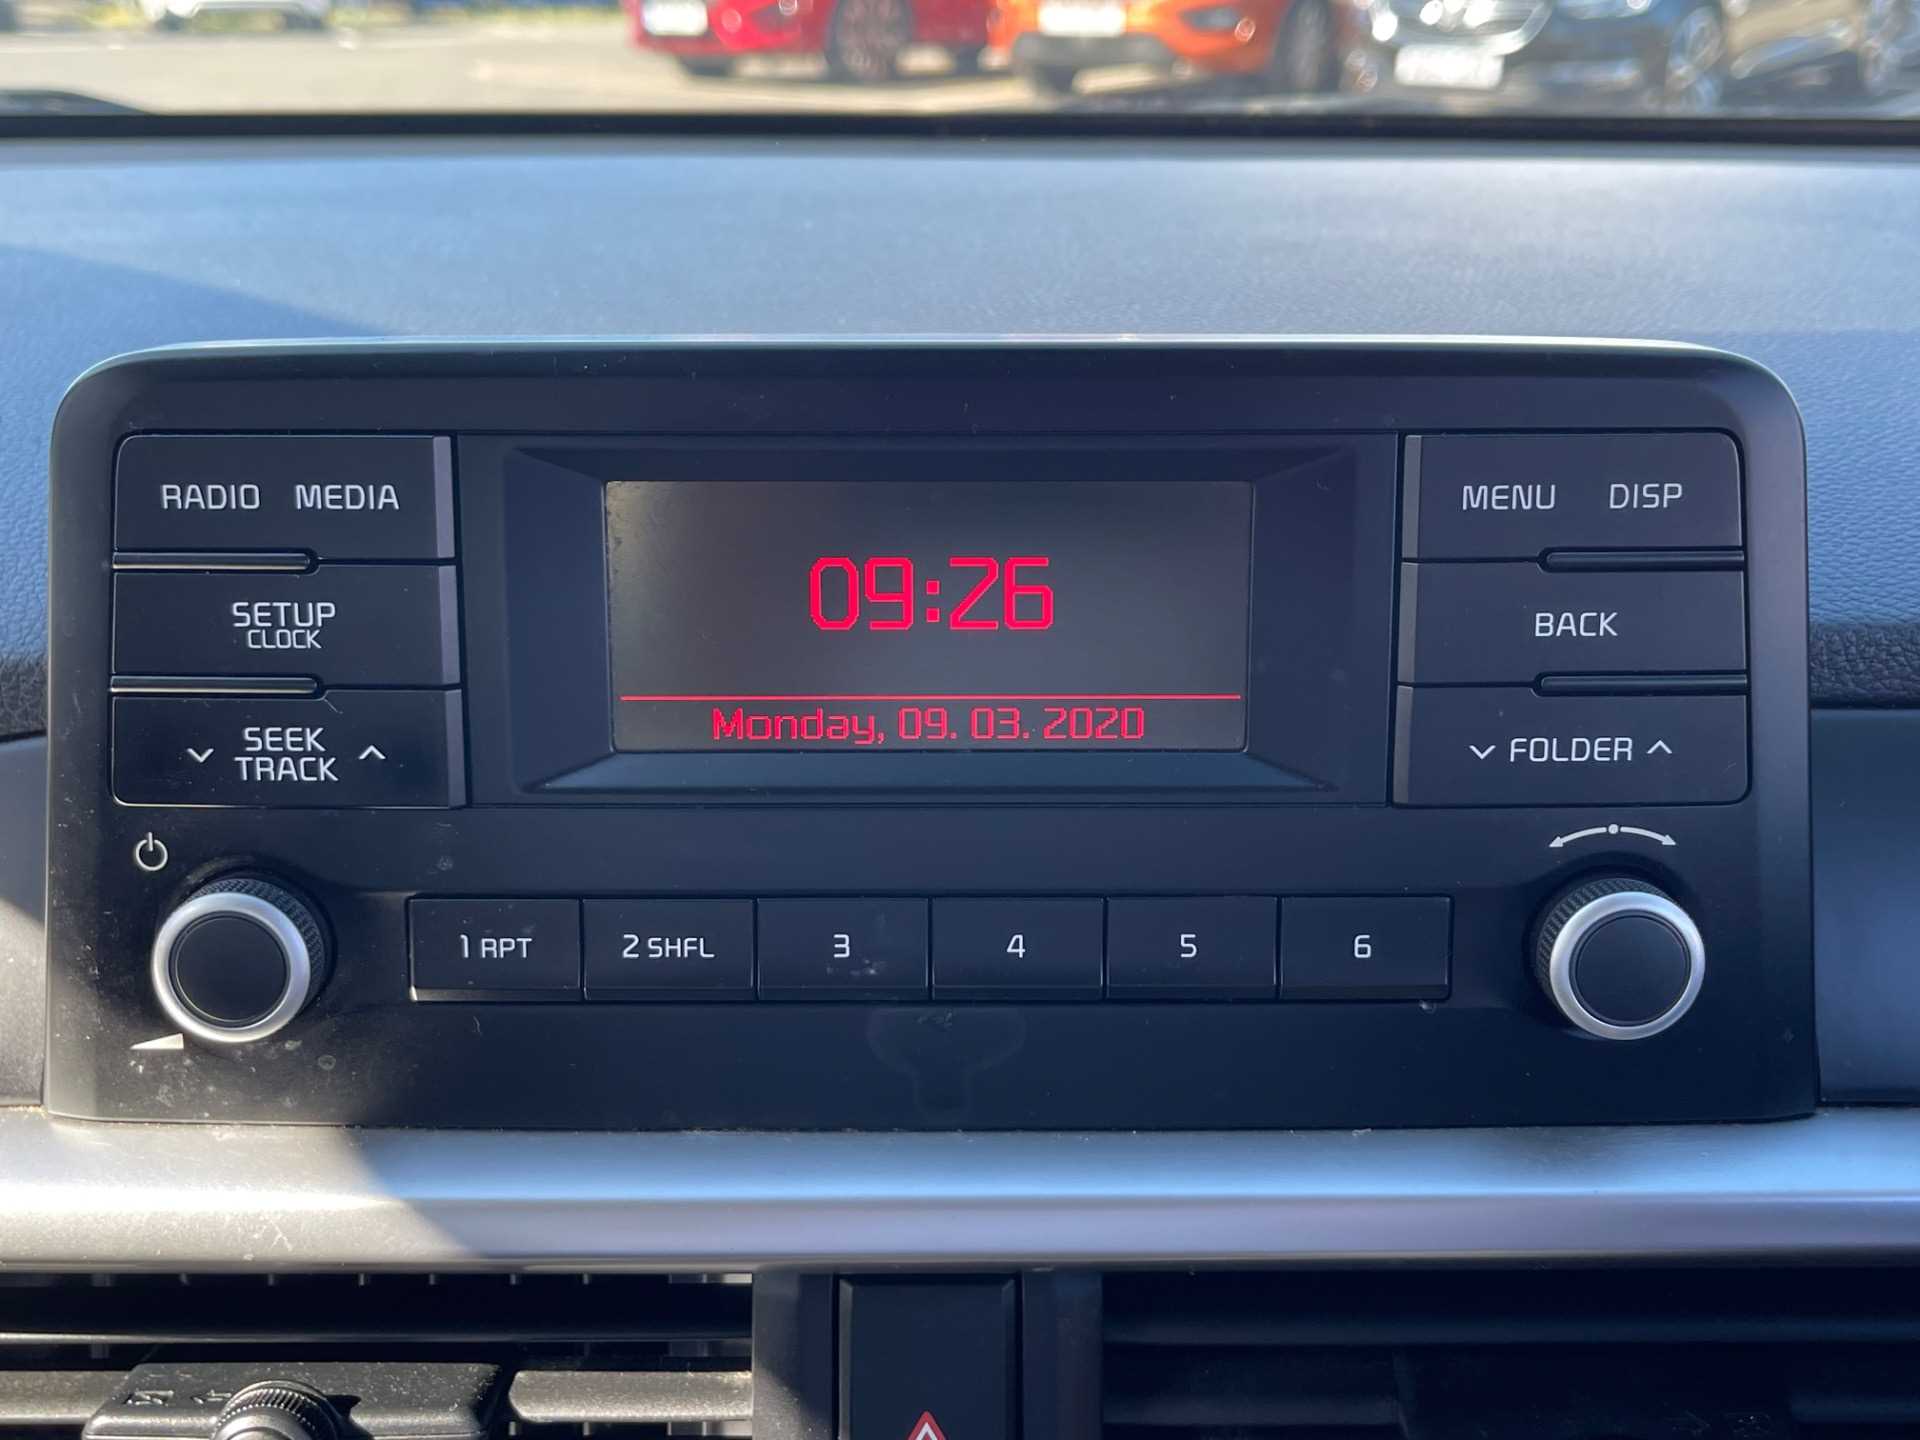 RADIO MEDIA
SETUP
CLOCK
SEEK
TRACK
09:26
Monday, 09. 03. 2020
MENU DISP
BACK
FOLDER
1 RPT 2 SHFL 3 4 5 6